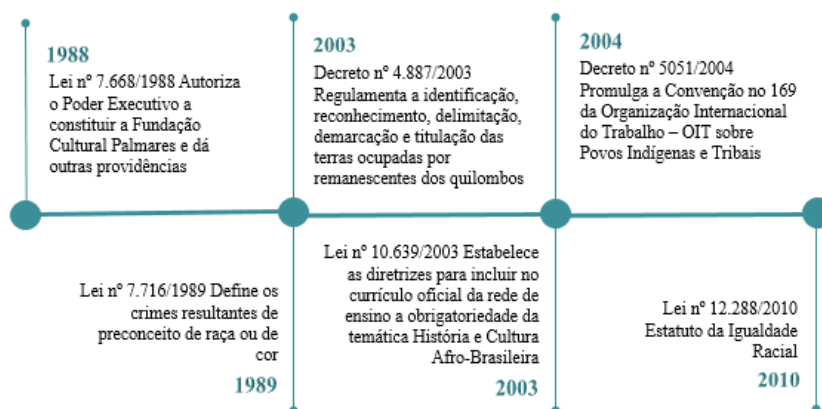 1988
Lei nº 7.668/1988 Autoriza
o Poder Executivo a
constituir a Fundação
Cultural Palmares e dá
outras providências
2003
Decreto nº 4.887/2003
Regulamenta a identificação,
reconhecimento, delimitação,
demarcação e titulação das
terras ocupadas por
remanescentes dos quilombos
2004
Decreto nº 5051/2004
Promulga a Convenção no 169
da Organização Internacional
do Trabalho – OIT sobre
Povos Indígenas e Tribais
Lei nº 7.716/1989 Define os
crimes resultantes de
preconceito de raça ou de
cor
1989
Lei nº 10.639/2003 Estabelece
as diretrizes para incluir no
currículo oficial da rede de
ensino a obrigatoriedade da
temática História e Cultura
Afro-Brasileira
2003
Lei nº 12.288/2010
Estatuto da Igualdade
Racial
2010